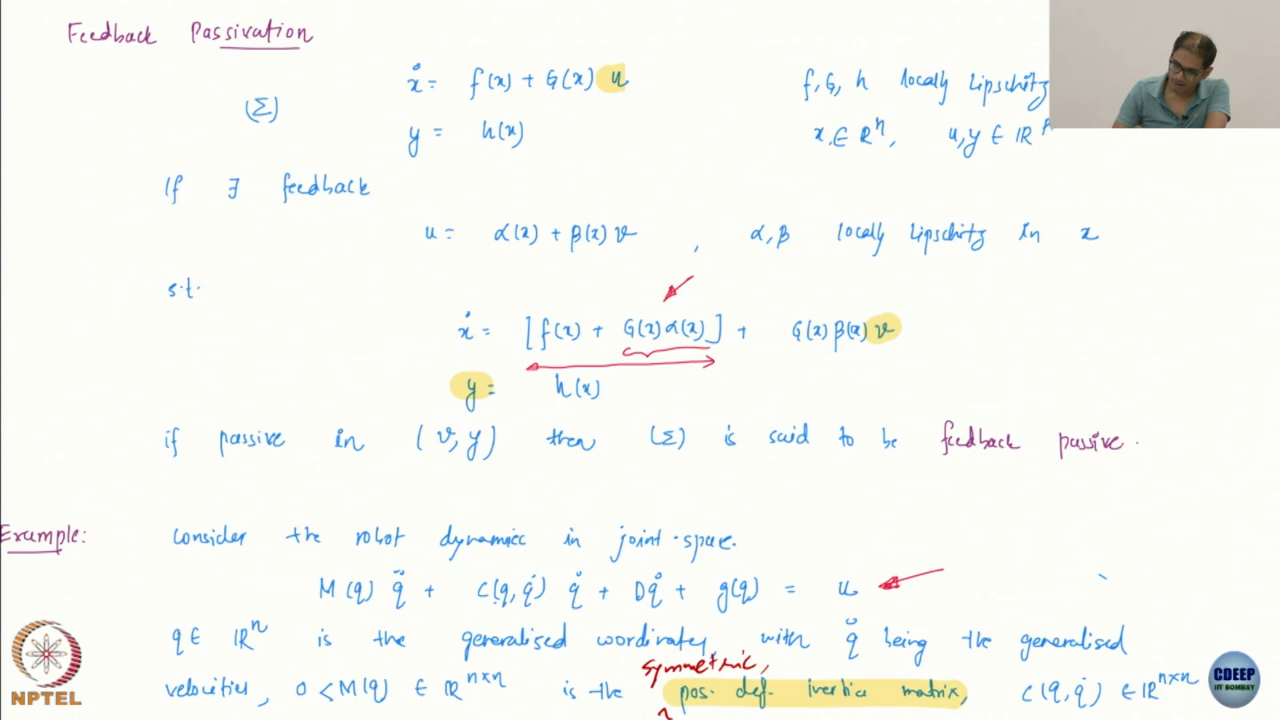 Feedback Passivation
ẋ = f(x) + G(x) u
f, G, h locally Lipschitz
(Σ)
y = h(x)
x ∈ ℝⁿ, u, y ∈ ℝᵖ
If ∃ feedback
u = α(x) + β(x) v , α, β locally Lipschitz in x
s.t.
ẋ = [f(x) + G(x) α(x)] + G(x) β(x) v
y = h(x)
if passive in (v, y) then (Σ) is said to be feedback passive.
Example: Consider the robot dynamics in joint-space.
M(q) q̈ + C(q, q̇) q̇ + Dq̇ + g(q) = u
q ∈ ℝⁿ is the generalised coordinates, with q̇ being the generalised
symmetric,
velocities, 0 < M(q) ∈ ℝⁿˣⁿ is the pos. def. inertia matrix, C(q, q̇) ∈ ℝⁿˣⁿ
NPTEL
CDEEP
IIT BOMBAY